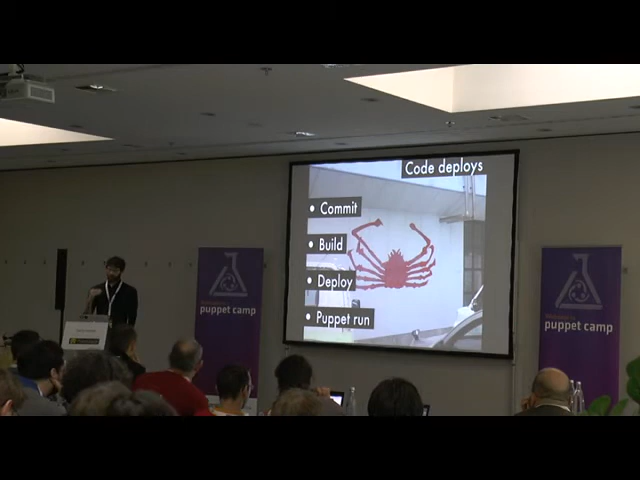 Code deploys
• Commit
• Build
• Deploy
• Puppet run
puppet camp
puppet camp